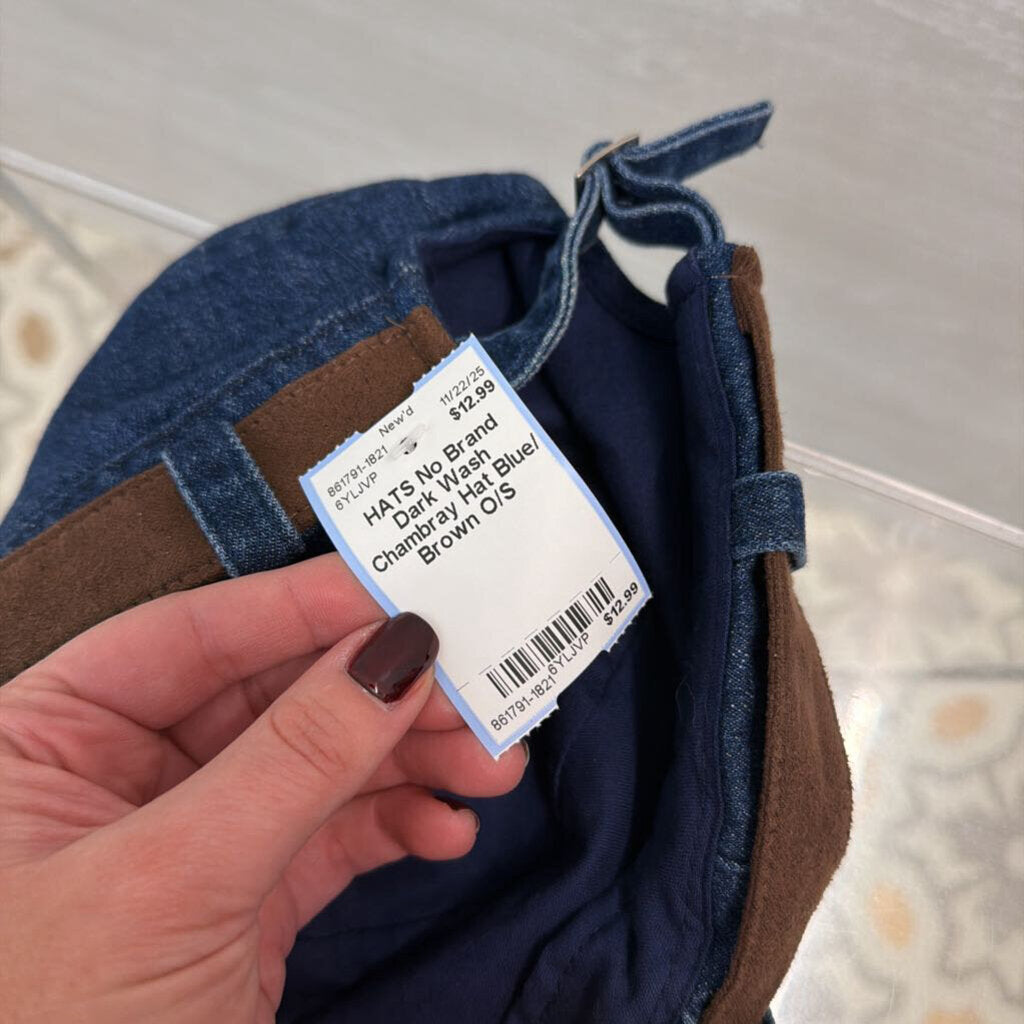 861791-1821 New'd 11/22/25
6YLJVP $12.99
HATS No Brand
Dark Wash
Chambray Hat Blue/
Brown O/S
$12.99
861791-1821 6YLJVP